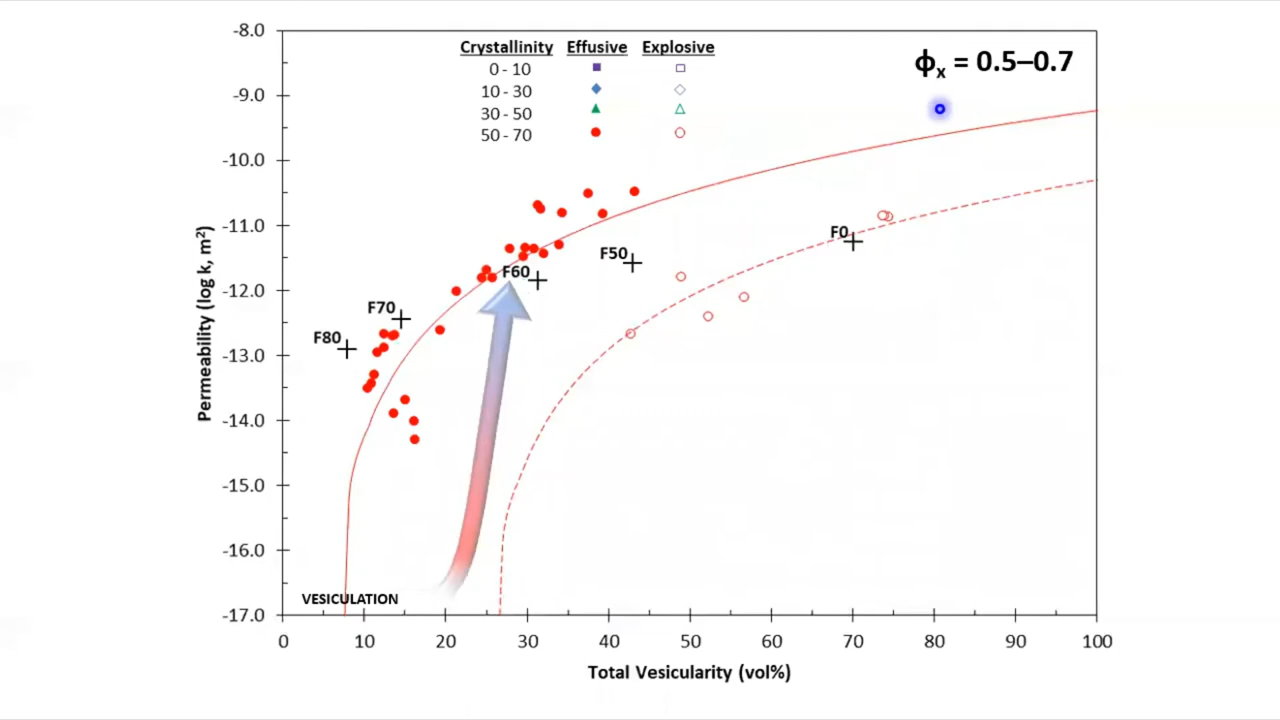 -8.0
Crystallinity Effusive Explosive
0 - 10
10 - 30
30 - 50
50 - 70
ϕx = 0.5–0.7
-9.0
-10.0
-11.0
-12.0
-13.0
-14.0
-15.0
-16.0
-17.0
Permeability (log k, m²)
F80
F70
F60
F50
F0
VESICULATION
0 10 20 30 40 50 60 70 80 90 100
Total Vesicularity (vol%)